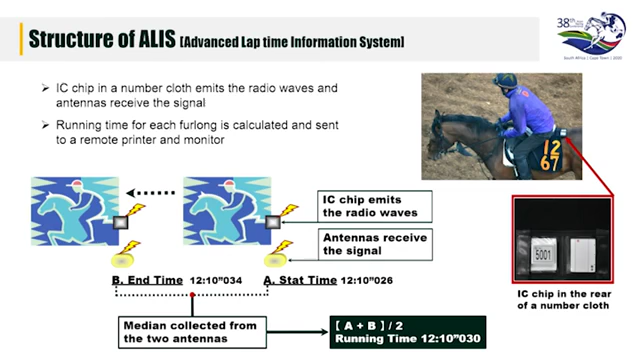 Structure of ALIS [Advanced Lap time Information System]
38th
South Africa | Cape Town | 2020
➢ IC chip in a number cloth emits the radio waves and
antennas receive the signal
➢ Running time for each furlong is calculated and sent
to a remote printer and monitor
12
67
IC chip emits
the radio waves
Antennas receive
the signal
5001
B. End Time 12:10”034
A. Stat Time 12:10”026
IC chip in the rear
of a number cloth
Median collected from
the two antennas
[ A + B ] / 2
Running Time 12:10”030